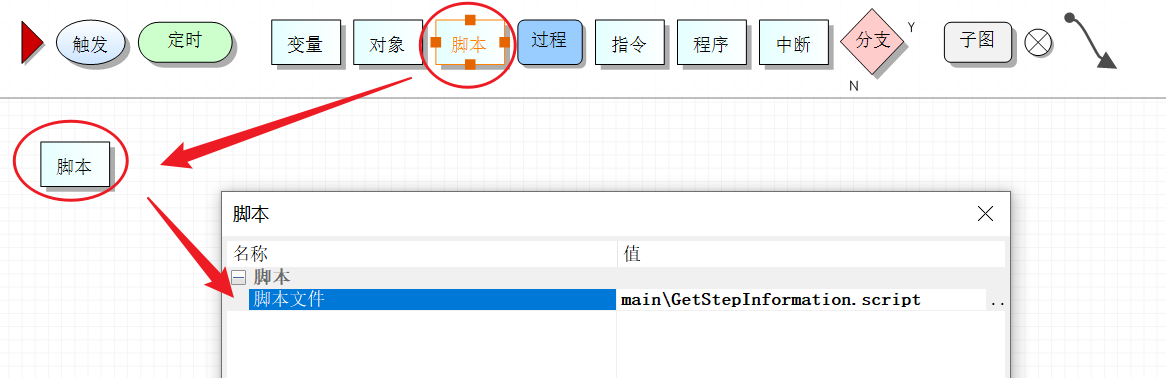 触发 定时 变量 对象 脚本 过程 指令 程序 中断 分支 Y 子图
N
脚本
脚本
名称 值
脚本
脚本文件 main\GetStepInformation.script ..